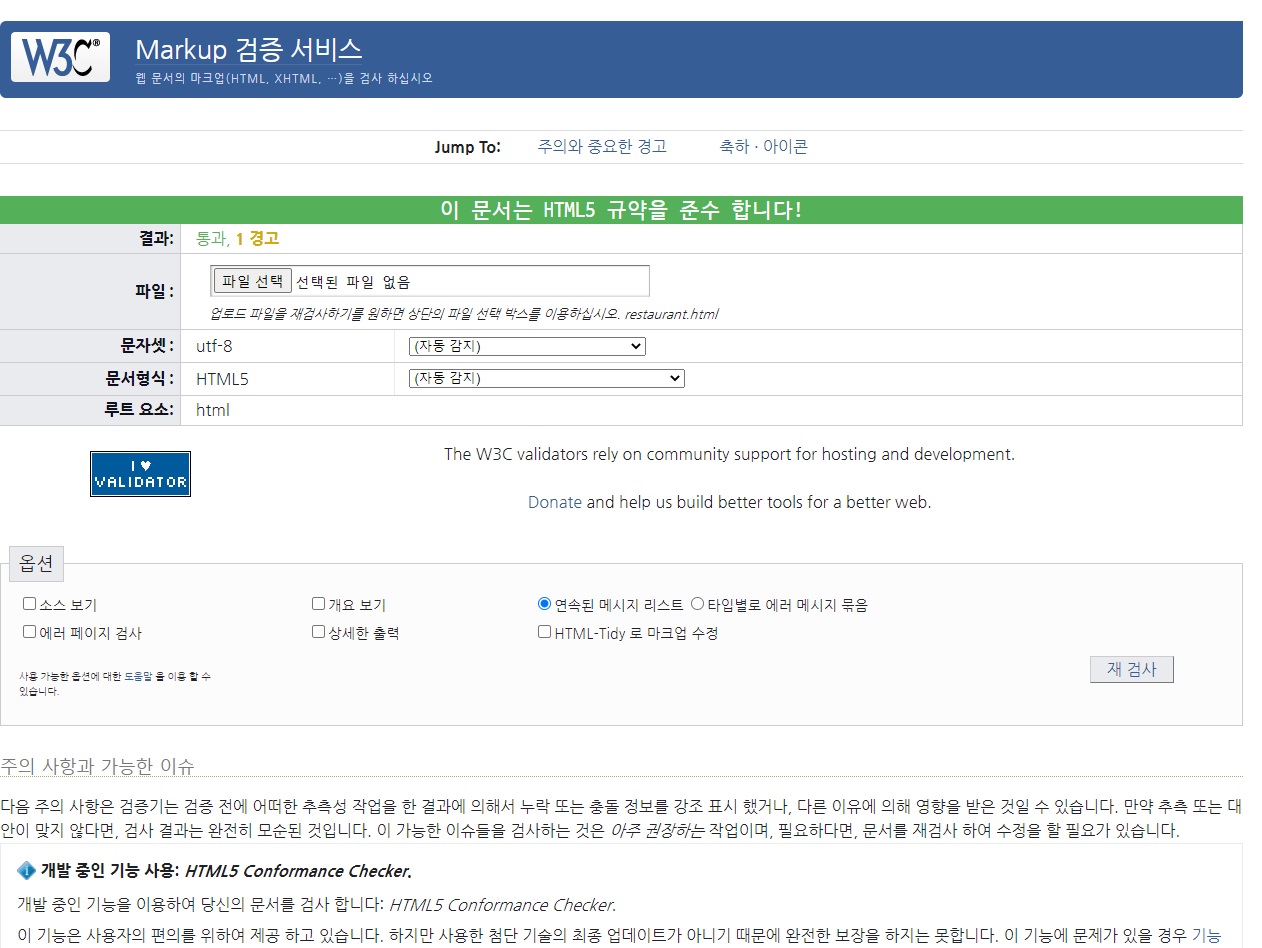 W3C®
Markup 검증 서비스
웹 문서의 마크업(HTML, XHTML, …)을 검사 하십시오
Jump To: 주의와 중요한 경고 축하 · 아이콘
이 문서는 HTML5 규약을 준수 합니다!
결과: 통과, 1 경고
파일 : 파일 선택 선택된 파일 없음
업로드 파일을 재검사하기를 원하면 상단의 파일 선택 박스를 이용하십시오. restaurant.html
문자셋 : utf-8 (자동 감지)
문서형식 : HTML5 (자동 감지)
루트 요소: html
I ♥
VALIDATOR
The W3C validators rely on community support for hosting and development.
Donate and help us build better tools for a better web.
옵션
소스 보기 개요 보기 연속된 메시지 리스트 타입별로 에러 메시지 묶음
에러 페이지 검사 상세한 출력 HTML-Tidy 로 마크업 수정
사용 가능한 옵션에 대한 도움말 을 이용 할 수
있습니다.
재 검사
주의 사항과 가능한 이슈
다음 주의 사항은 검증기는 검증 전에 어떠한 추측성 작업을 한 결과에 의해서 누락 또는 충돌 정보를 강조 표시 했거나, 다른 이유에 의해 영향을 받은 것일 수 있습니다. 만약 추측 또는 대
안이 맞지 않다면, 검사 결과는 완전히 모순된 것입니다. 이 가능한 이슈들을 검사하는 것은 아주 권장하는 작업이며, 필요하다면, 문서를 재검사 하여 수정을 할 필요가 있습니다.
개발 중인 기능 사용: HTML5 Conformance Checker.
개발 중인 기능을 이용하여 당신의 문서를 검사 합니다: HTML5 Conformance Checker.
이 기능은 사용자의 편의를 위하여 제공 하고 있습니다. 하지만 사용한 첨단 기술의 최종 업데이트가 아니기 때문에 완전한 보장을 하지는 못합니다. 이 기능에 문제가 있을 경우 기능